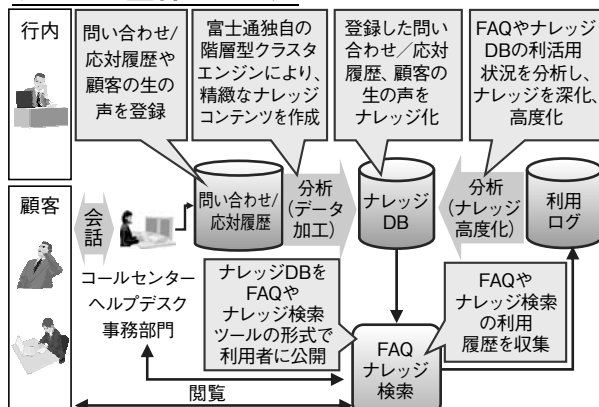 行内
問い合わせ/
応対履歴や
顧客の生の
声を登録
富士通独自の
階層型クラスタ
エンジンにより、
精緻なナレッジ
コンテンツを作成
登録した問い
合わせ／応対
履歴、顧客の
生の声を
ナレッジ化
FAQやナレッジ
DBの利活用
状況を分析し、
ナレッジを深化、
高度化
顧客
会話
問い合わせ/
応対履歴
分析
(データ
加工)
ナレッジ
DB
分析
(ナレッジ
高度化)
利用
ログ
コールセンター
ヘルプデスク
事務部門
ナレッジDBを
FAQや
ナレッジ検索
ツールの形式で
利用者に公開
FAQ
ナレッジ
検索
FAQや
ナレッジ検索
の利用
履歴を収集
閲覧